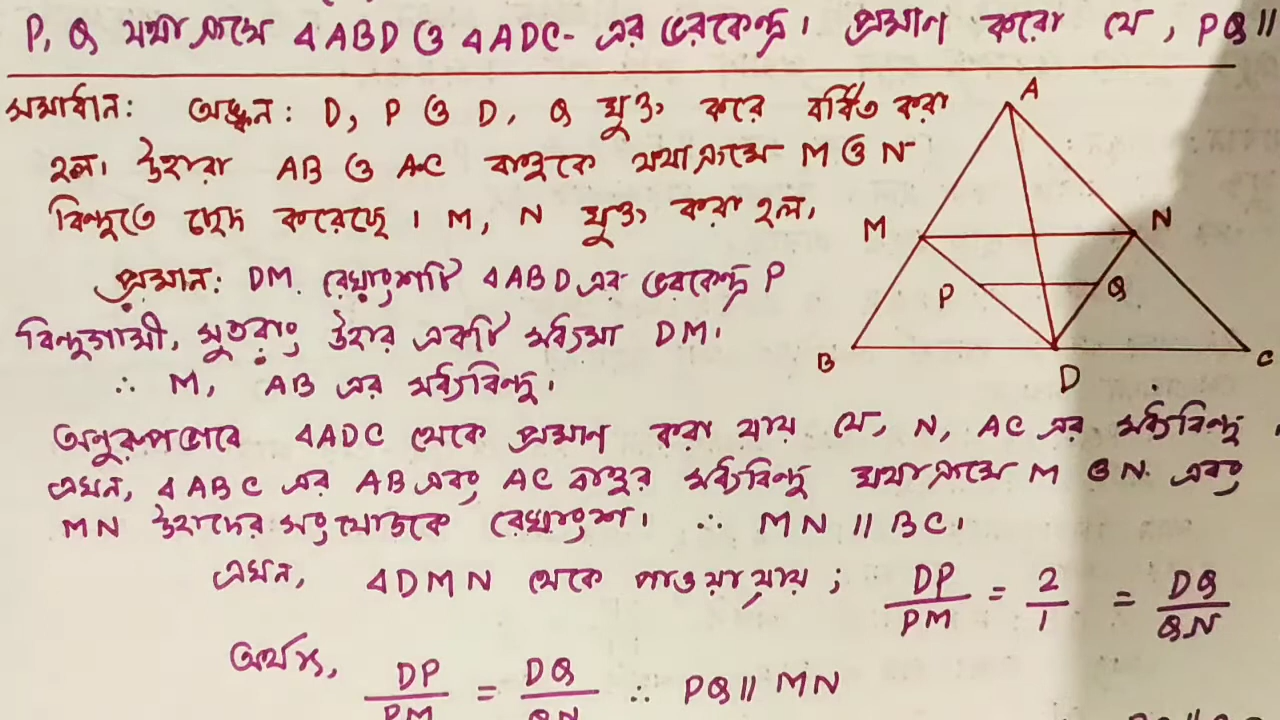 P, Q যথাক্রমে △ABD ও △ADC-এর ভরকেন্দ্র। প্রমাণ করো যে, PQ ||
সমাধান: অঙ্কন: D, P ও D, Q যুক্ত করে বর্ধিত করা
হল। উহারা AB ও AC বাহুকে যথাক্রমে M ও N
বিন্দুতে ছেদ করেছে। M, N যুক্ত করা হল।
প্রমান: DM রেখাংশটি △ABD এর ভরকেন্দ্র P
বিন্দুগামী, সুতরাং উহার একটি মধ্যমা DM।
∴ M, AB এর মধ্যবিন্দু।
অনুরূপভাবে △ADC থেকে প্রমাণ করা যায় যে, N, AC এর মধ্যবিন্দু।
এখন, △ABC এর AB এবং AC বাহুর মধ্যবিন্দু যথাক্রমে M ও N এবং
MN উহাদের সংযোজক রেখাংশ। ∴ MN || BC।
এখন, △DMN থেকে পাওয়া যায়; DP/PM = 2/1 = DQ/QN
অর্থাৎ, DP/PM = DQ/QN ∴ PQ || MN
A
M
N
P
Q
B
D
C